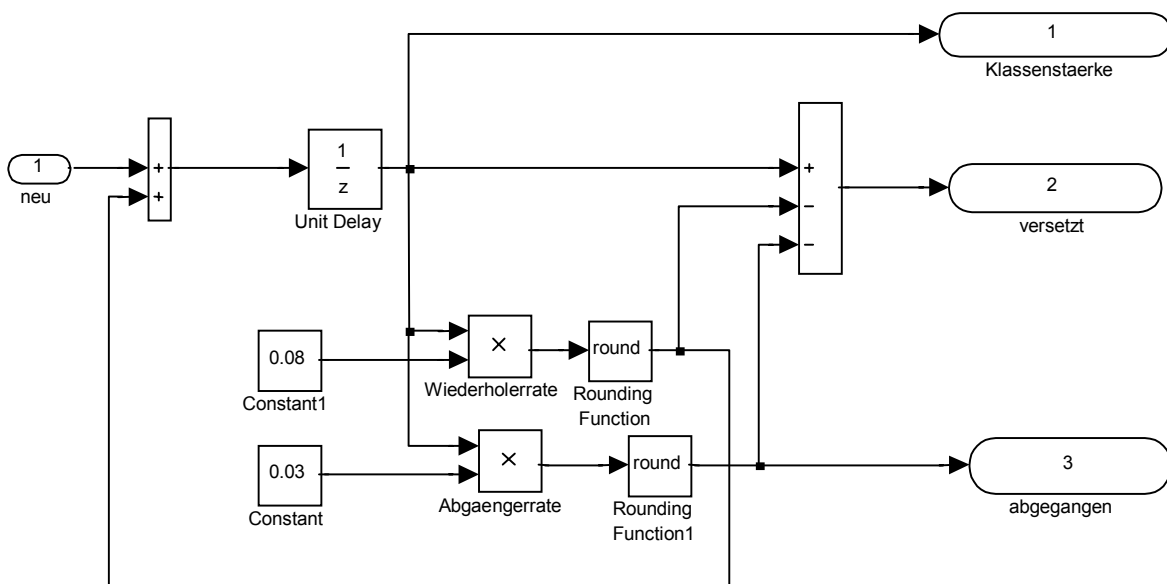 1
Klassenstaerke
1
neu
+
+
1
z
Unit Delay
+
−
−
2
versetzt
0.08
Constant1
×
Wiederholerrate
round
Rounding
Function
0.03
Constant
×
Abgaengerrate
round
Rounding
Function1
3
abgegangen